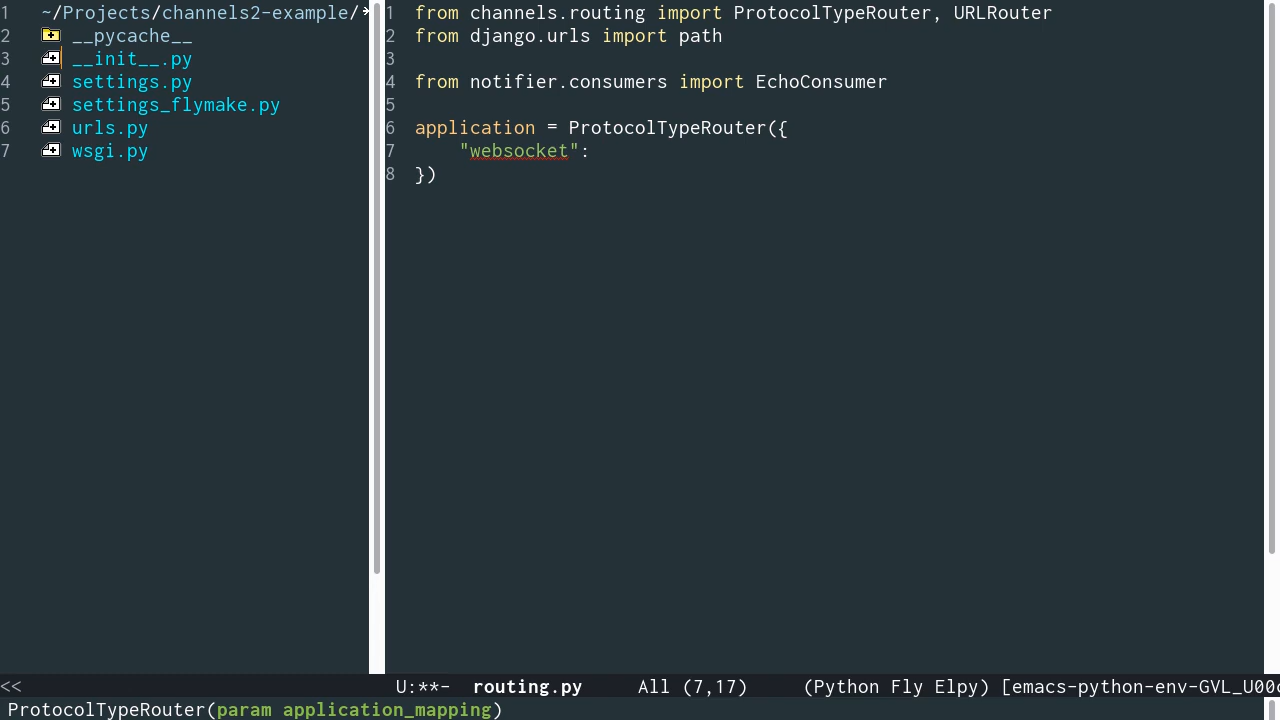 1 ~/Projects/channels2-example/
2 __pycache__
3 __init__.py
4 settings.py
5 settings_flymake.py
6 urls.py
7 wsgi.py
<<
1 from channels.routing import ProtocolTypeRouter, URLRouter
2 from django.urls import path
3
4 from notifier.consumers import EchoConsumer
5
6 application = ProtocolTypeRouter({
7     "websocket":
8 })
U:**-  routing.py     All (7,17)     (Python Fly Elpy) [emacs-python-env-GVL_U00
ProtocolTypeRouter(param application_mapping)